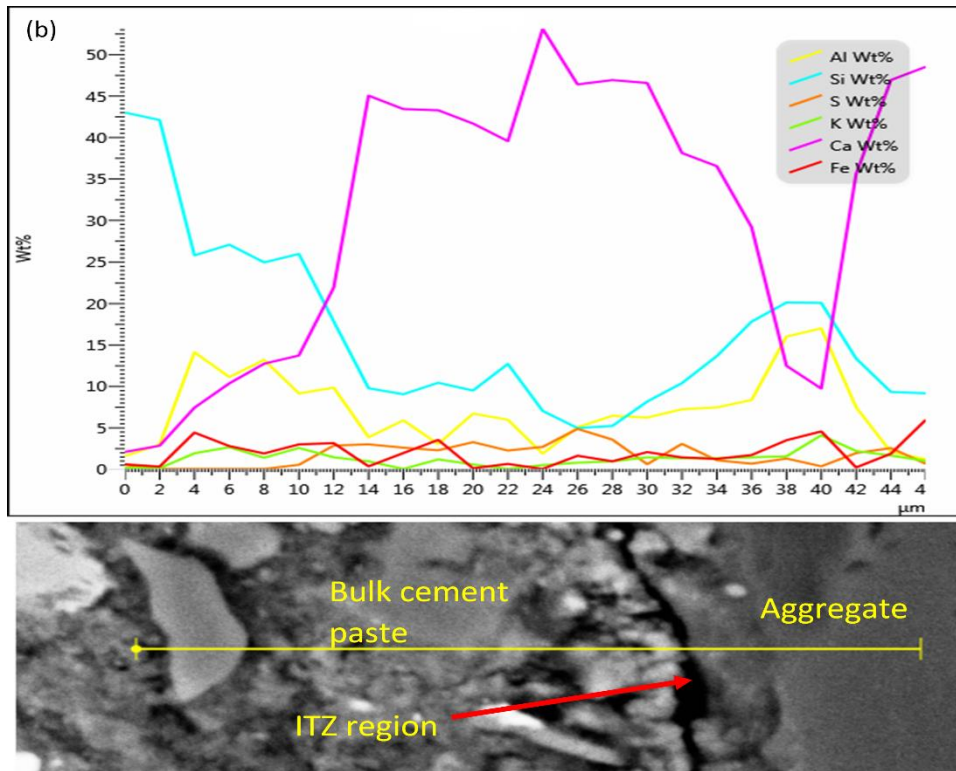 (b)
50
45
40
35
30
25
20
15
10
5
0
Wt%
Al Wt%
Si Wt%
S Wt%
K Wt%
Ca Wt%
Fe Wt%
0 2 4 6 8 10 12 14 16 18 20 22 24 26 28 30 32 34 36 38 40 42 44 4
µm
Bulk cement
paste
Aggregate
ITZ region